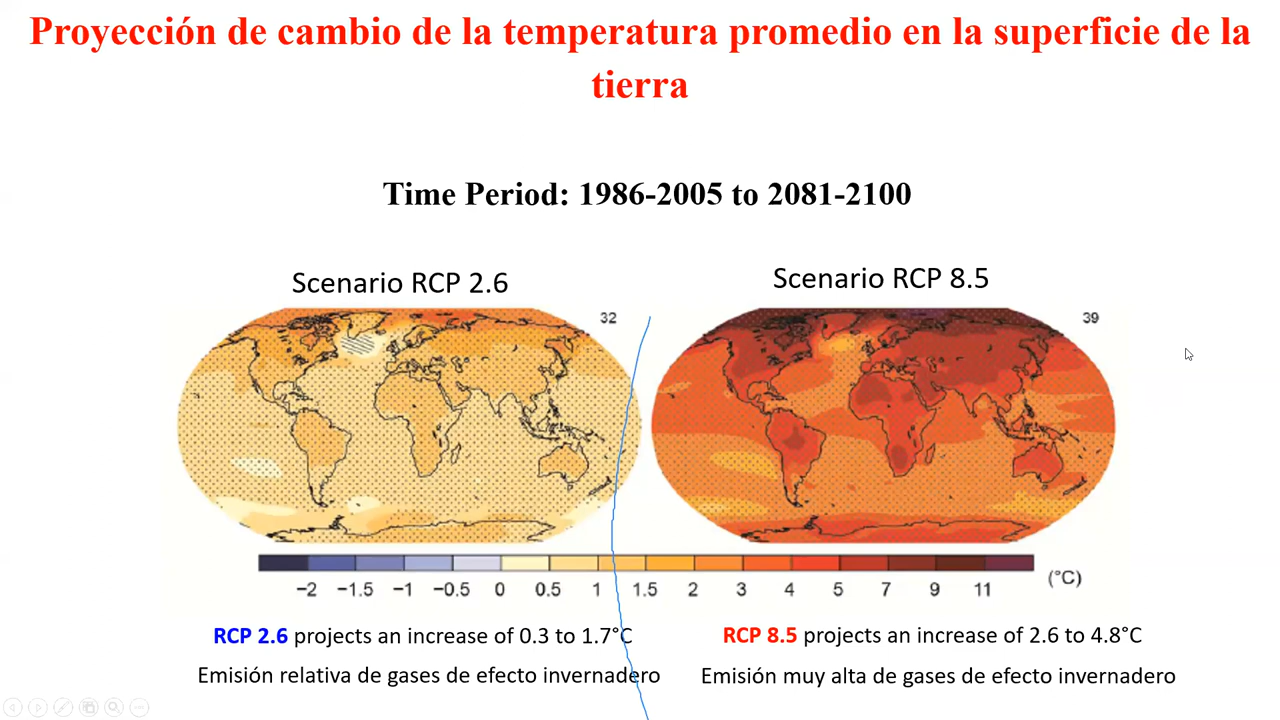 Proyección de cambio de la temperatura promedio en la superficie de la
tierra
Time Period: 1986-2005 to 2081-2100
Scenario RCP 2.6
Scenario RCP 8.5
32
39
−2 −1.5 −1 −0.5 0 0.5 1 1.5 2 3 4 5 7 9 11 (°C)
RCP 2.6 projects an increase of 0.3 to 1.7°C
RCP 8.5 projects an increase of 2.6 to 4.8°C
Emisión relativa de gases de efecto invernadero
Emisión muy alta de gases de efecto invernadero